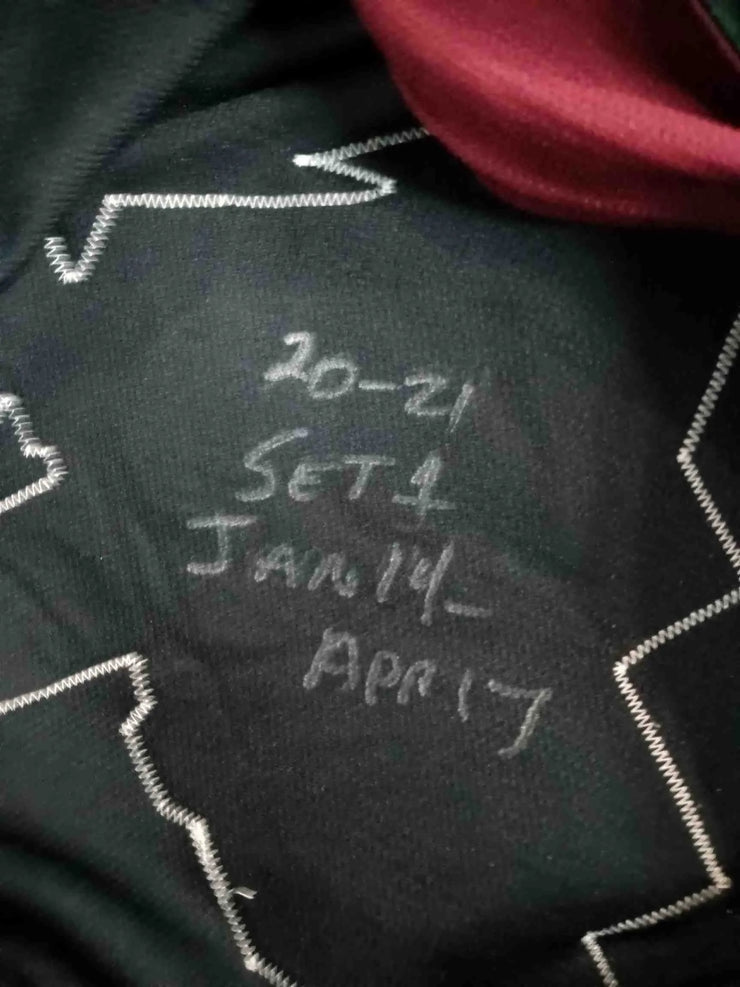 20-21
SET 1
JAN 14-
APR 17